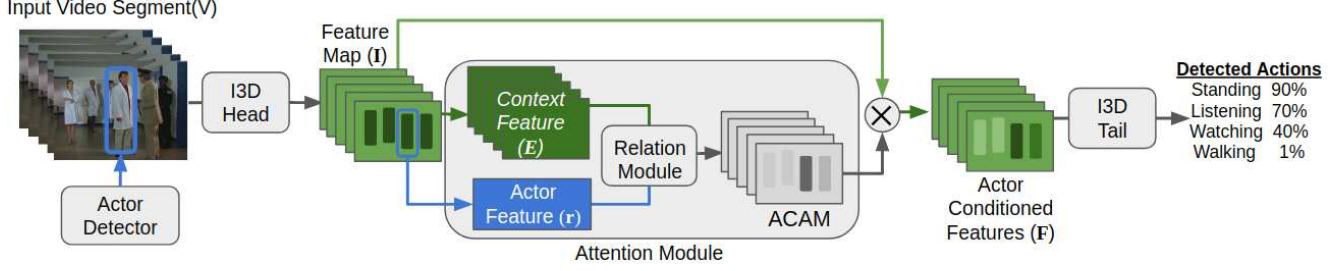 Input Video Segment(V)
Actor
Detector
I3D
Head
Feature
Map (I)
Context
Feature
(E)
Actor
Feature (r)
Relation
Module
ACAM
Attention Module
Actor
Conditioned
Features (F)
I3D
Tail
Detected Actions
Standing 90%
Listening 70%
Watching 40%
Walking 1%